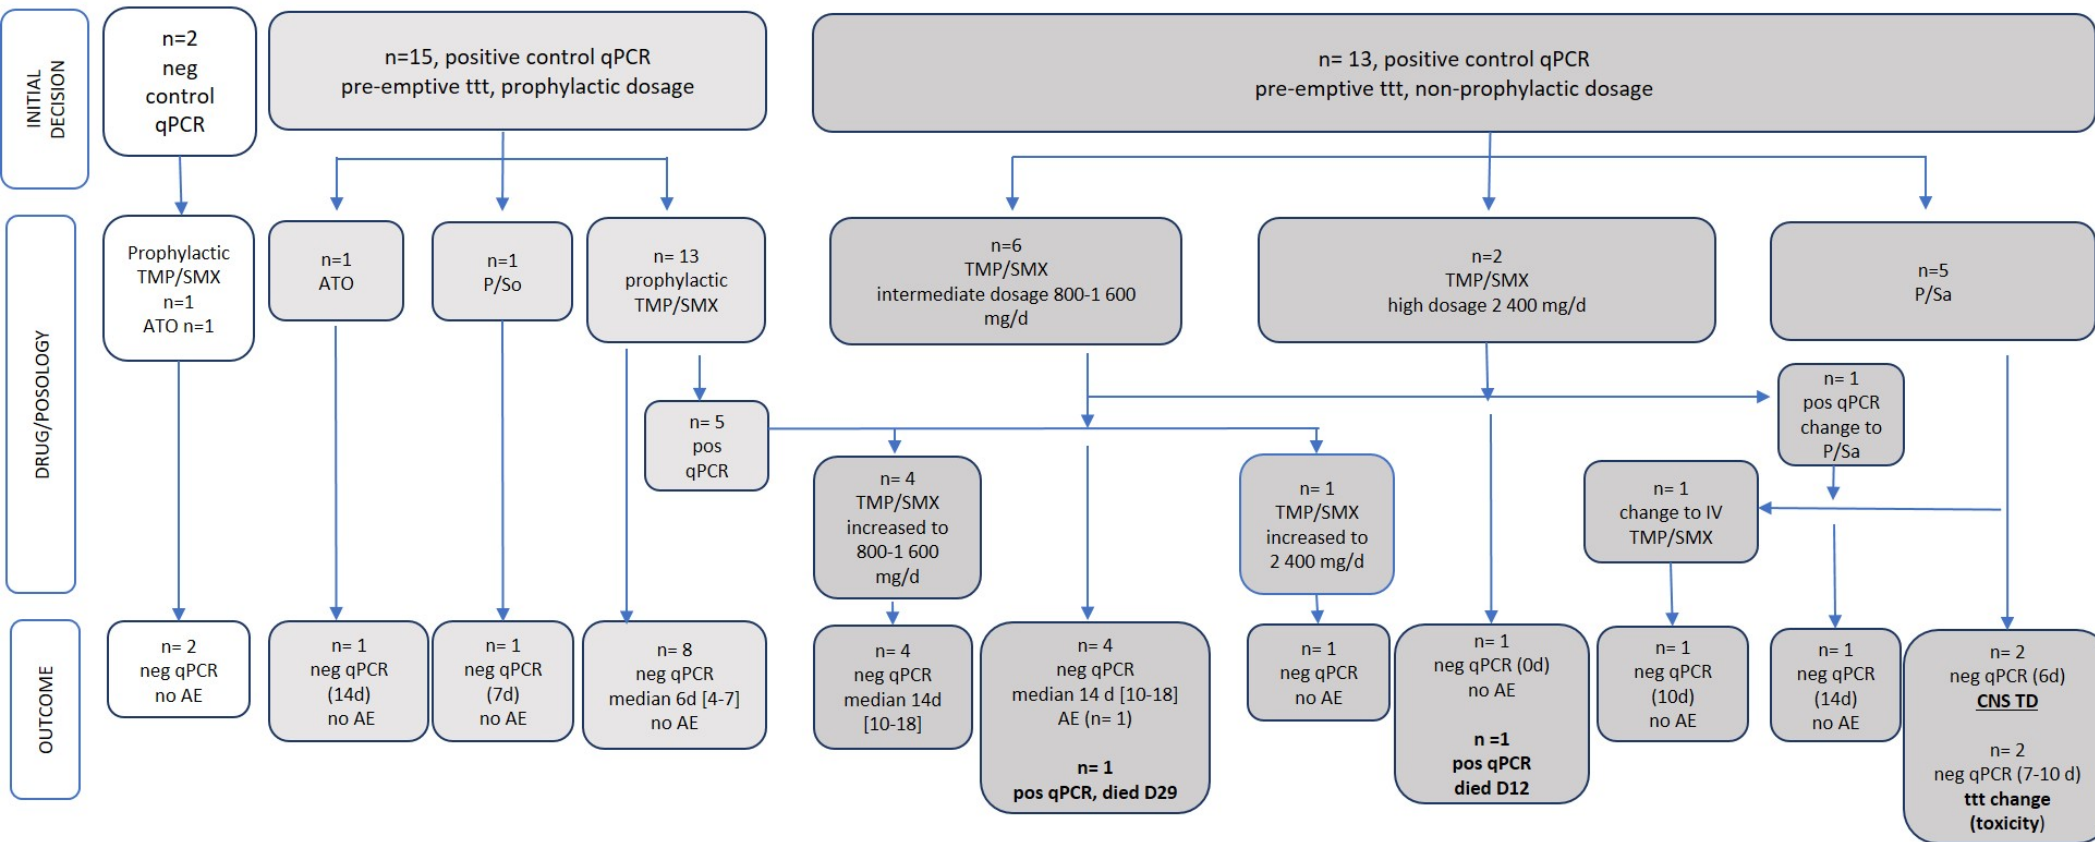 INITIAL
DECISION
n=2
neg
control
qPCR
n=15, positive control qPCR
pre-emptive ttt, prophylactic dosage
n= 13, positive control qPCR
pre-emptive ttt, non-prophylactic dosage
DRUG/POSOLOGY
Prophylactic
TMP/SMX
n=1
ATO n=1
n=1
ATO
n=1
P/So
n= 13
prophylactic
TMP/SMX
n=6
TMP/SMX
intermediate dosage 800-1 600
mg/d
n=2
TMP/SMX
high dosage 2 400 mg/d
n=5
P/Sa
n= 5
pos
qPCR
n= 1
pos qPCR
change to
P/Sa
n= 4
TMP/SMX
increased to
800-1 600
mg/d
n= 1
TMP/SMX
increased to
2 400 mg/d
n= 1
change to IV
TMP/SMX
OUTCOME
n= 2
neg qPCR
no AE
n= 1
neg qPCR
(14d)
no AE
n= 1
neg qPCR
(7d)
no AE
n= 8
neg qPCR
median 6d [4-7]
no AE
n= 4
neg qPCR
median 14d
[10-18]
n= 4
neg qPCR
median 14 d [10-18]
AE (n= 1)
n= 1
pos qPCR, died D29
n= 1
neg qPCR
no AE
n= 1
neg qPCR (0d)
no AE
n =1
pos qPCR
died D12
n= 1
neg qPCR
(10d)
no AE
n= 1
neg qPCR
(14d)
no AE
n= 2
neg qPCR (6d)
CNS TD
n= 2
neg qPCR (7-10 d)
ttt change
(toxicity)